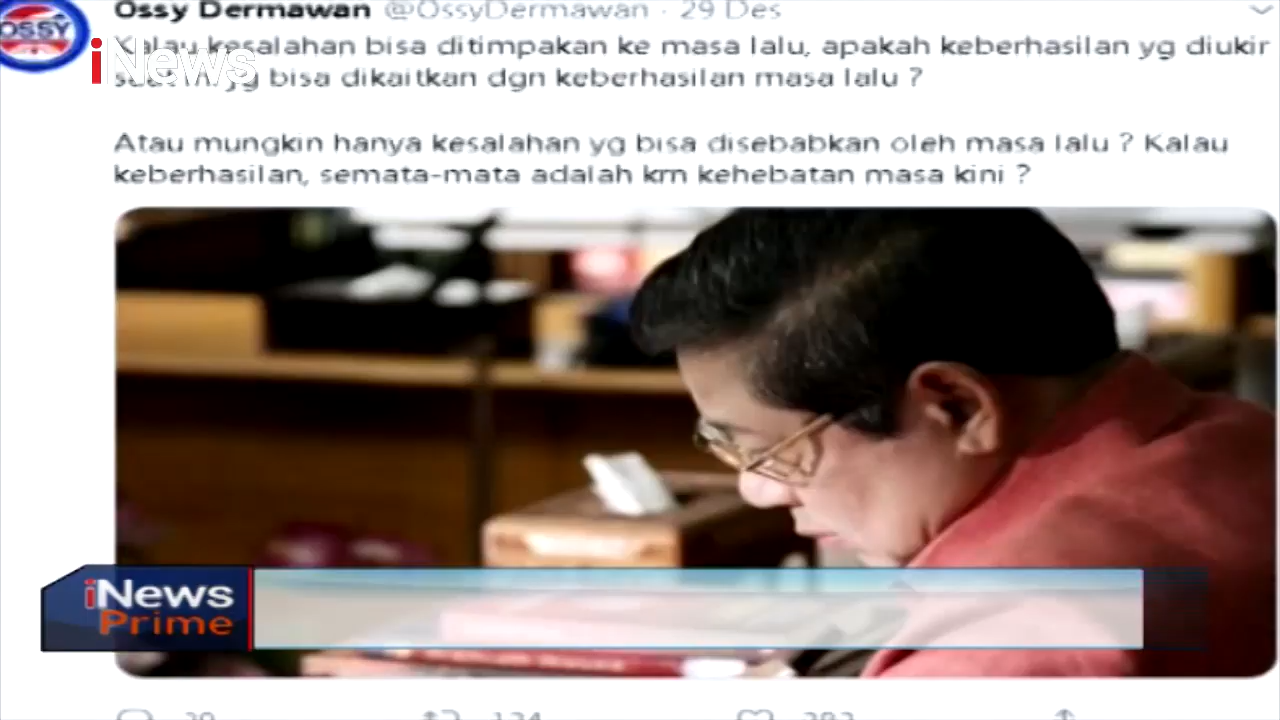 Ossy Dermawan @OssyDermawan · 29 Des
OSSY
iNews
Kalau kesalahan bisa ditimpakan ke masa lalu, apakah keberhasilan yg diukir
yg bisa dikaitkan dgn keberhasilan masa lalu ?
Atau mungkin hanya kesalahan yg bisa disebabkan oleh masa lalu ? Kalau
keberhasilan, semata-mata adalah krn kehebatan masa kini ?
iNews
Prime